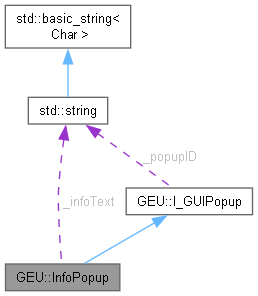 std::basic_string<
Char >
std::string
_popupID
_infoText
GEU::I_GUIPopup
GEU::InfoPopup